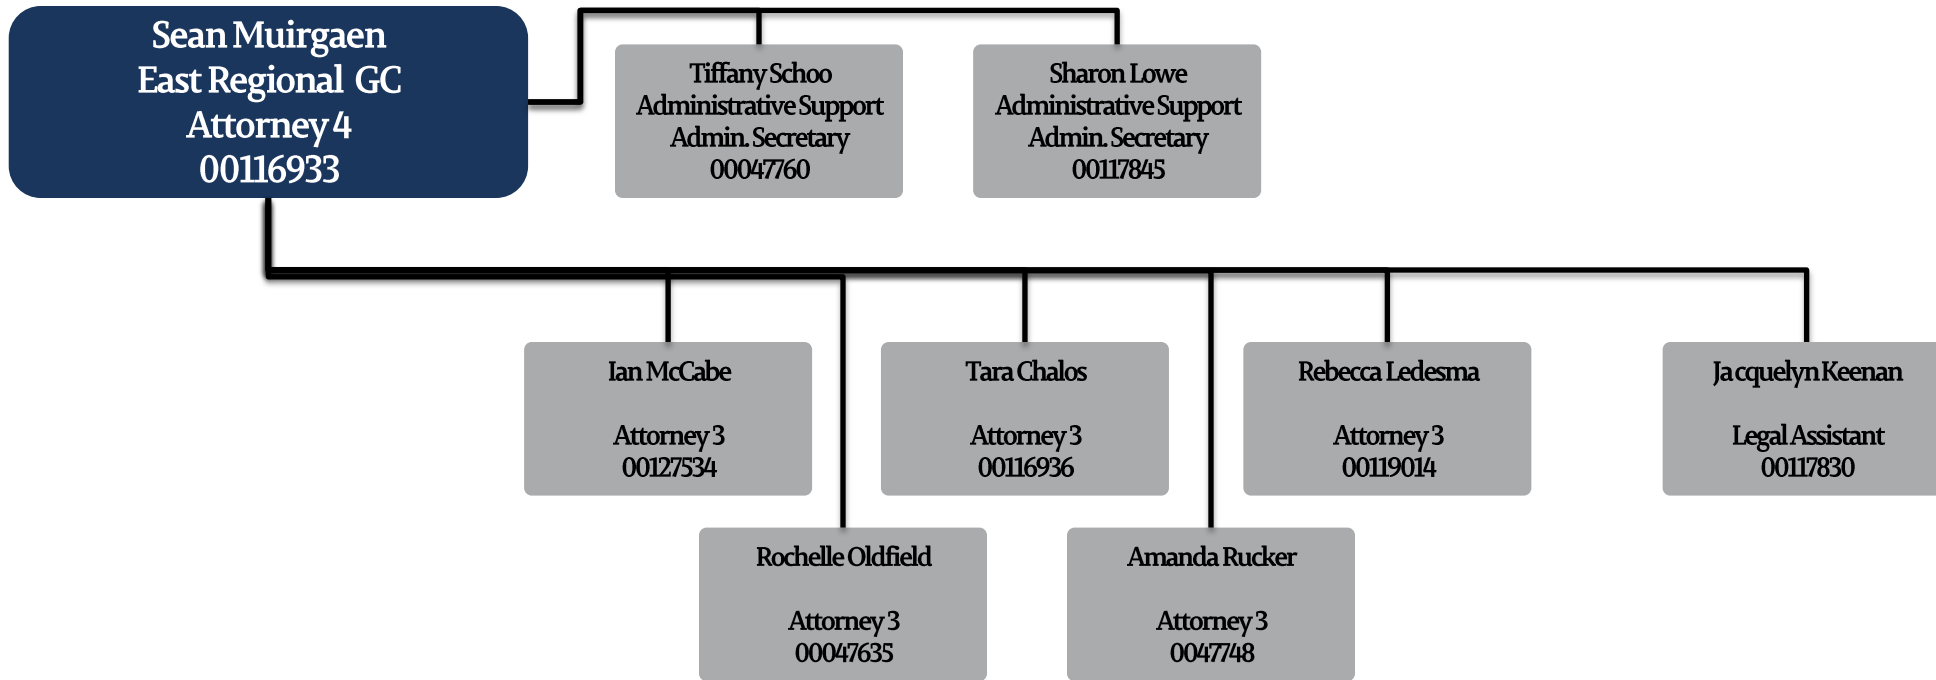 Sean Muirgaen
East Regional GC
Attorney 4
00116933
Tiffany Schoo
Administrative Support
Admin. Secretary
00047760
Sharon Lowe
Administrative Support
Admin. Secretary
00117845
Ian McCabe
Attorney 3
00127534
Tara Chalos
Attorney 3
00116936
Rebecca Ledesma
Attorney 3
00119014
Jacquelyn Keenan
Legal Assistant
00117830
Rochelle Oldfield
Attorney 3
00047635
Amanda Rucker
Attorney 3
0047748